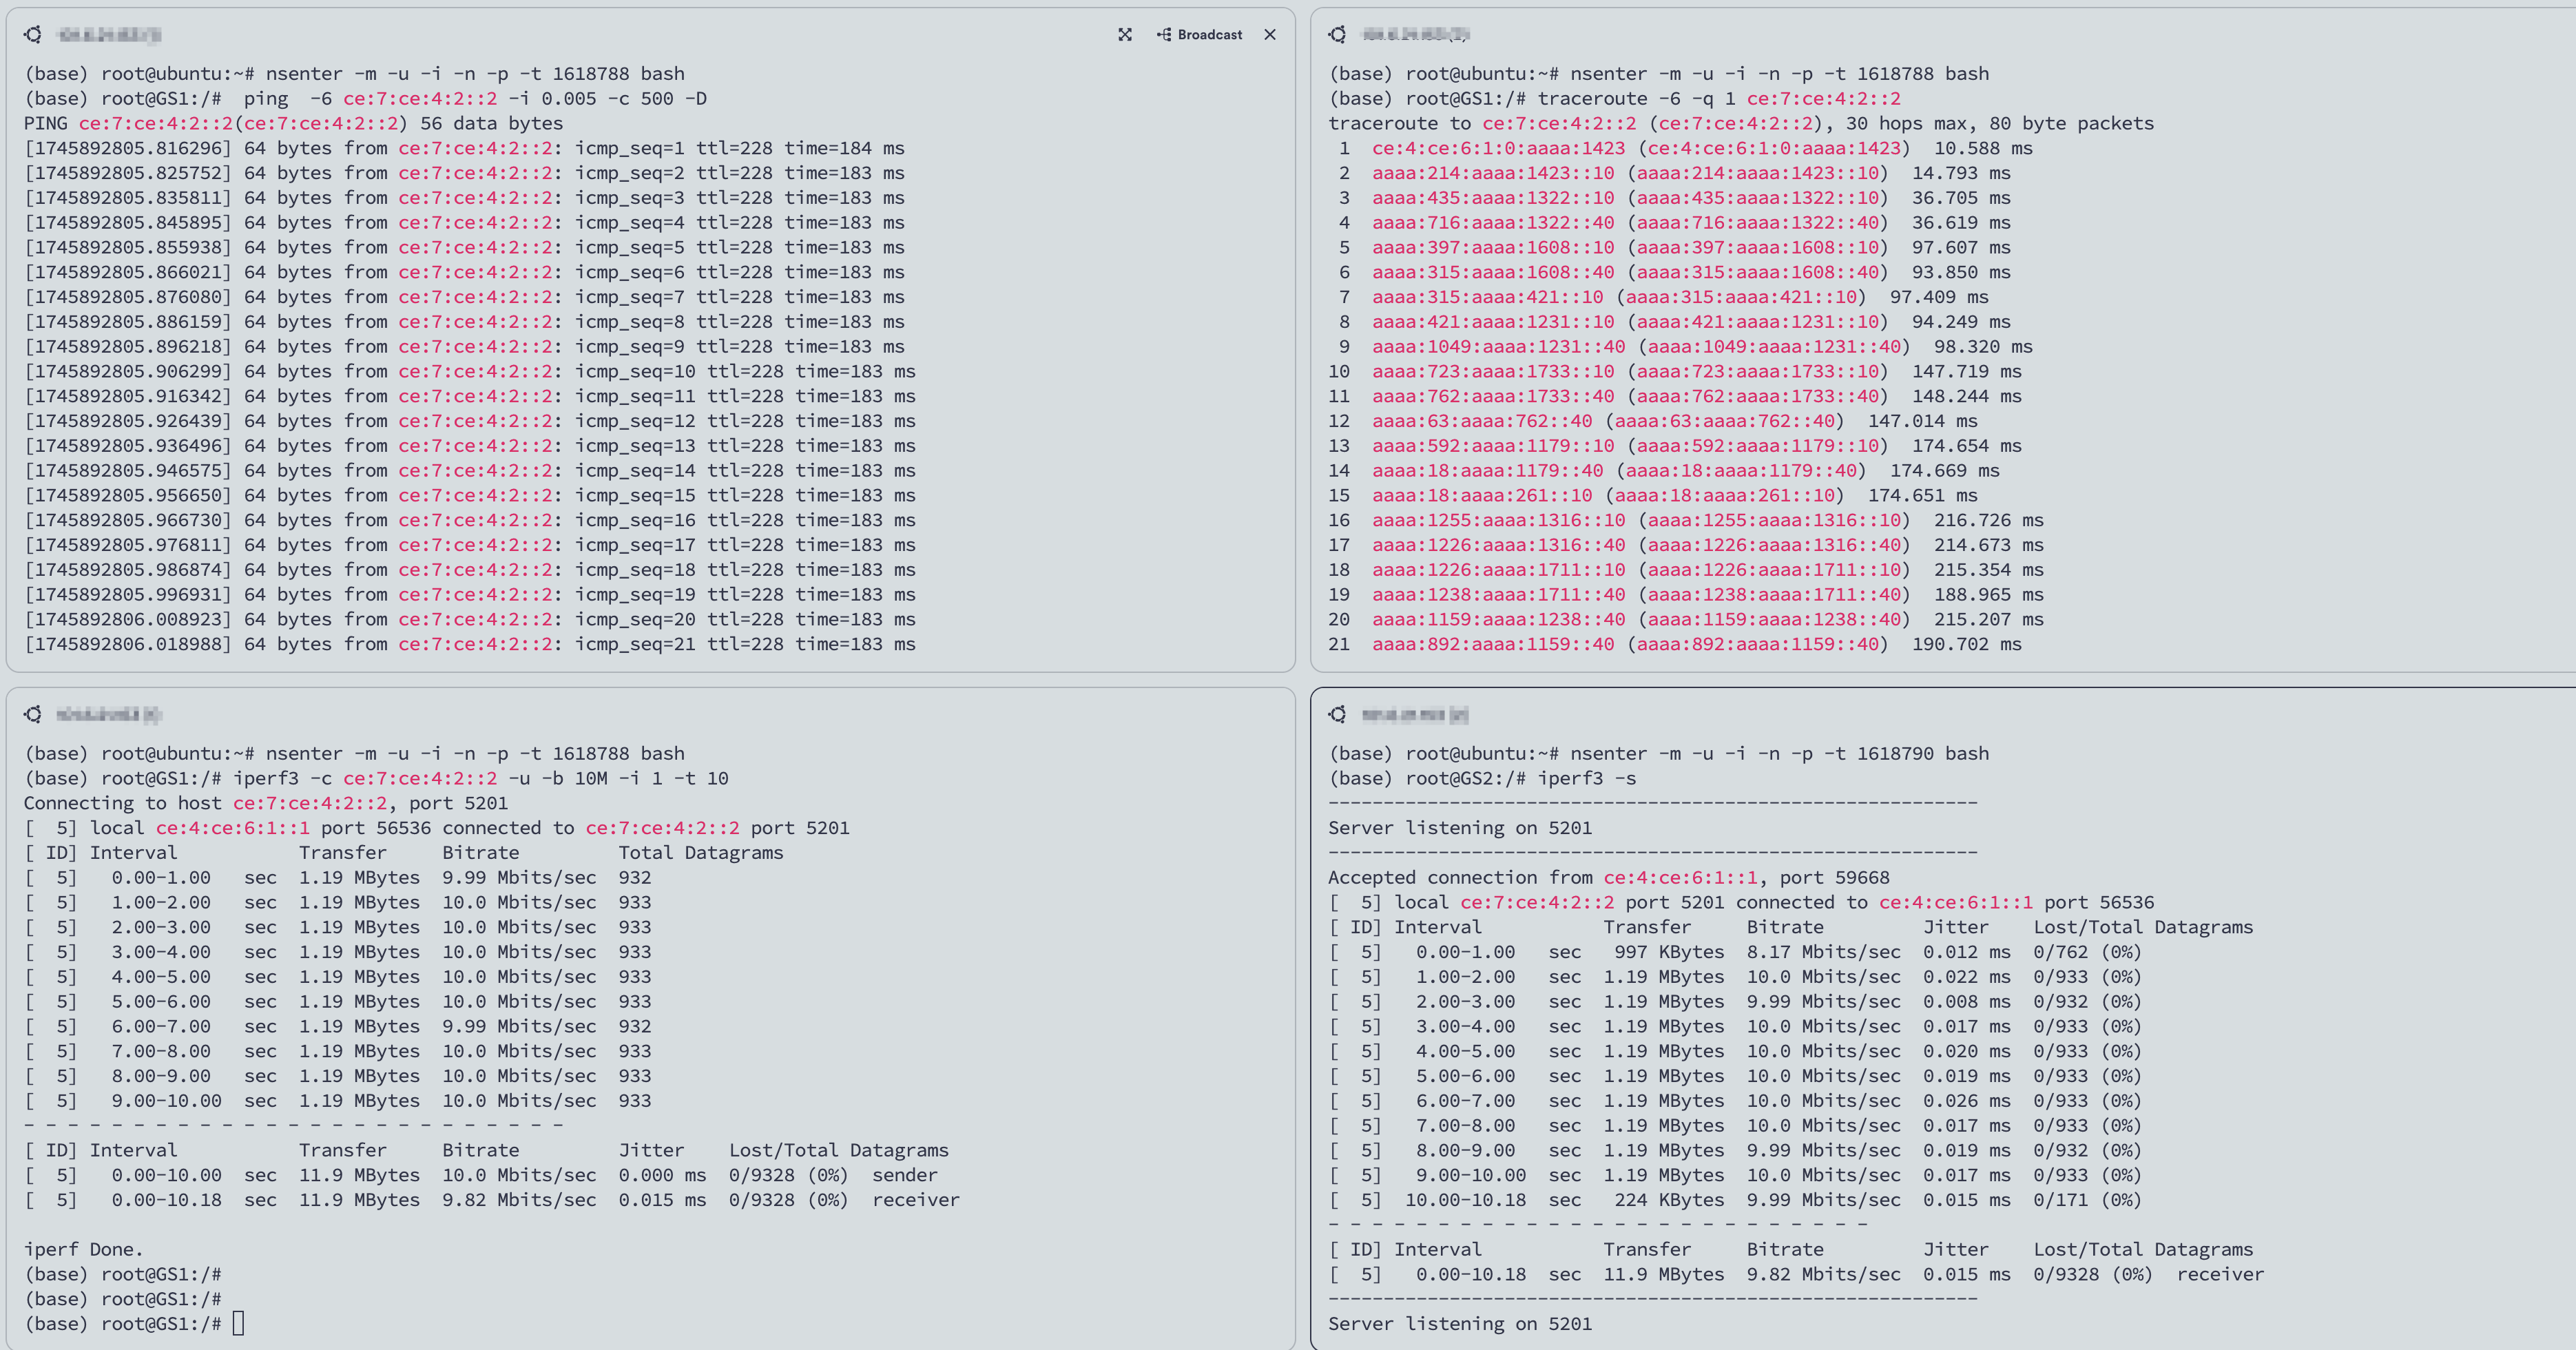 Broadcast
(base) root@ubuntu:~# nsenter -m -u -i -n -p -t 1618788 bash
(base) root@GS1:/#  ping  -6 ce:7:ce:4:2::2 -i 0.005 -c 500 -D
PING ce:7:ce:4:2::2(ce:7:ce:4:2::2) 56 data bytes
[1745892805.816296] 64 bytes from ce:7:ce:4:2::2: icmp_seq=1 ttl=228 time=184 ms
[1745892805.825752] 64 bytes from ce:7:ce:4:2::2: icmp_seq=2 ttl=228 time=183 ms
[1745892805.835811] 64 bytes from ce:7:ce:4:2::2: icmp_seq=3 ttl=228 time=183 ms
[1745892805.845895] 64 bytes from ce:7:ce:4:2::2: icmp_seq=4 ttl=228 time=183 ms
[1745892805.855938] 64 bytes from ce:7:ce:4:2::2: icmp_seq=5 ttl=228 time=183 ms
[1745892805.866021] 64 bytes from ce:7:ce:4:2::2: icmp_seq=6 ttl=228 time=183 ms
[1745892805.876080] 64 bytes from ce:7:ce:4:2::2: icmp_seq=7 ttl=228 time=183 ms
[1745892805.886159] 64 bytes from ce:7:ce:4:2::2: icmp_seq=8 ttl=228 time=183 ms
[1745892805.896218] 64 bytes from ce:7:ce:4:2::2: icmp_seq=9 ttl=228 time=183 ms
[1745892805.906299] 64 bytes from ce:7:ce:4:2::2: icmp_seq=10 ttl=228 time=183 ms
[1745892805.916342] 64 bytes from ce:7:ce:4:2::2: icmp_seq=11 ttl=228 time=183 ms
[1745892805.926439] 64 bytes from ce:7:ce:4:2::2: icmp_seq=12 ttl=228 time=183 ms
[1745892805.936496] 64 bytes from ce:7:ce:4:2::2: icmp_seq=13 ttl=228 time=183 ms
[1745892805.946575] 64 bytes from ce:7:ce:4:2::2: icmp_seq=14 ttl=228 time=183 ms
[1745892805.956650] 64 bytes from ce:7:ce:4:2::2: icmp_seq=15 ttl=228 time=183 ms
[1745892805.966730] 64 bytes from ce:7:ce:4:2::2: icmp_seq=16 ttl=228 time=183 ms
[1745892805.976811] 64 bytes from ce:7:ce:4:2::2: icmp_seq=17 ttl=228 time=183 ms
[1745892805.986874] 64 bytes from ce:7:ce:4:2::2: icmp_seq=18 ttl=228 time=183 ms
[1745892805.996931] 64 bytes from ce:7:ce:4:2::2: icmp_seq=19 ttl=228 time=183 ms
[1745892806.008923] 64 bytes from ce:7:ce:4:2::2: icmp_seq=20 ttl=228 time=183 ms
[1745892806.018988] 64 bytes from ce:7:ce:4:2::2: icmp_seq=21 ttl=228 time=183 ms
(base) root@ubuntu:~# nsenter -m -u -i -n -p -t 1618788 bash
(base) root@GS1:/# traceroute -6 -q 1 ce:7:ce:4:2::2
traceroute to ce:7:ce:4:2::2 (ce:7:ce:4:2::2), 30 hops max, 80 byte packets
1  ce:4:ce:6:1:0:aaaa:1423 (ce:4:ce:6:1:0:aaaa:1423)  10.588 ms
2  aaaa:214:aaaa:1423::10 (aaaa:214:aaaa:1423::10)  14.793 ms
3  aaaa:435:aaaa:1322::10 (aaaa:435:aaaa:1322::10)  36.705 ms
4  aaaa:716:aaaa:1322::40 (aaaa:716:aaaa:1322::40)  36.619 ms
5  aaaa:397:aaaa:1608::10 (aaaa:397:aaaa:1608::10)  97.607 ms
6  aaaa:315:aaaa:1608::40 (aaaa:315:aaaa:1608::40)  93.850 ms
7  aaaa:315:aaaa:421::10 (aaaa:315:aaaa:421::10)  97.409 ms
8  aaaa:421:aaaa:1231::10 (aaaa:421:aaaa:1231::10)  94.249 ms
9  aaaa:1049:aaaa:1231::40 (aaaa:1049:aaaa:1231::40)  98.320 ms
10  aaaa:723:aaaa:1733::10 (aaaa:723:aaaa:1733::10)  147.719 ms
11  aaaa:762:aaaa:1733::40 (aaaa:762:aaaa:1733::40)  148.244 ms
12  aaaa:63:aaaa:762::40 (aaaa:63:aaaa:762::40)  147.014 ms
13  aaaa:592:aaaa:1179::10 (aaaa:592:aaaa:1179::10)  174.654 ms
14  aaaa:18:aaaa:1179::40 (aaaa:18:aaaa:1179::40)  174.669 ms
15  aaaa:18:aaaa:261::10 (aaaa:18:aaaa:261::10)  174.651 ms
16  aaaa:1255:aaaa:1316::10 (aaaa:1255:aaaa:1316::10)  216.726 ms
17  aaaa:1226:aaaa:1316::40 (aaaa:1226:aaaa:1316::40)  214.673 ms
18  aaaa:1226:aaaa:1711::10 (aaaa:1226:aaaa:1711::10)  215.354 ms
19  aaaa:1238:aaaa:1711::40 (aaaa:1238:aaaa:1711::40)  188.965 ms
20  aaaa:1159:aaaa:1238::40 (aaaa:1159:aaaa:1238::40)  215.207 ms
21  aaaa:892:aaaa:1159::40 (aaaa:892:aaaa:1159::40)  190.702 ms
(base) root@ubuntu:~# nsenter -m -u -i -n -p -t 1618788 bash
(base) root@GS1:/# iperf3 -c ce:7:ce:4:2::2 -u -b 10M -i 1 -t 10
Connecting to host ce:7:ce:4:2::2, port 5201
[  5] local ce:4:ce:6:1::1 port 56536 connected to ce:7:ce:4:2::2 port 5201
[ ID] Interval           Transfer     Bitrate         Total Datagrams
[  5]   0.00-1.00   sec  1.19 MBytes  9.99 Mbits/sec  932
[  5]   1.00-2.00   sec  1.19 MBytes  10.0 Mbits/sec  933
[  5]   2.00-3.00   sec  1.19 MBytes  10.0 Mbits/sec  933
[  5]   3.00-4.00   sec  1.19 MBytes  10.0 Mbits/sec  933
[  5]   4.00-5.00   sec  1.19 MBytes  10.0 Mbits/sec  933
[  5]   5.00-6.00   sec  1.19 MBytes  10.0 Mbits/sec  933
[  5]   6.00-7.00   sec  1.19 MBytes  9.99 Mbits/sec  932
[  5]   7.00-8.00   sec  1.19 MBytes  10.0 Mbits/sec  933
[  5]   8.00-9.00   sec  1.19 MBytes  10.0 Mbits/sec  933
[  5]   9.00-10.00  sec  1.19 MBytes  10.0 Mbits/sec  933
- - - - - - - - - - - - - - - - - - - - - - - - -
[ ID] Interval           Transfer     Bitrate         Jitter    Lost/Total Datagrams
[  5]   0.00-10.00  sec  11.9 MBytes  10.0 Mbits/sec  0.000 ms  0/9328 (0%)  sender
[  5]   0.00-10.18  sec  11.9 MBytes  9.82 Mbits/sec  0.015 ms  0/9328 (0%)  receiver
iperf Done.
(base) root@GS1:/#
(base) root@GS1:/#
(base) root@GS1:/#
(base) root@ubuntu:~# nsenter -m -u -i -n -p -t 1618790 bash
(base) root@GS2:/# iperf3 -s
-----------------------------------------------------------
Server listening on 5201
-----------------------------------------------------------
Accepted connection from ce:4:ce:6:1::1, port 59668
[  5] local ce:7:ce:4:2::2 port 5201 connected to ce:4:ce:6:1::1 port 56536
[ ID] Interval           Transfer     Bitrate         Jitter    Lost/Total Datagrams
[  5]   0.00-1.00   sec   997 KBytes  8.17 Mbits/sec  0.012 ms  0/762 (0%)
[  5]   1.00-2.00   sec  1.19 MBytes  10.0 Mbits/sec  0.022 ms  0/933 (0%)
[  5]   2.00-3.00   sec  1.19 MBytes  9.99 Mbits/sec  0.008 ms  0/932 (0%)
[  5]   3.00-4.00   sec  1.19 MBytes  10.0 Mbits/sec  0.017 ms  0/933 (0%)
[  5]   4.00-5.00   sec  1.19 MBytes  10.0 Mbits/sec  0.020 ms  0/933 (0%)
[  5]   5.00-6.00   sec  1.19 MBytes  10.0 Mbits/sec  0.019 ms  0/933 (0%)
[  5]   6.00-7.00   sec  1.19 MBytes  10.0 Mbits/sec  0.026 ms  0/933 (0%)
[  5]   7.00-8.00   sec  1.19 MBytes  10.0 Mbits/sec  0.017 ms  0/933 (0%)
[  5]   8.00-9.00   sec  1.19 MBytes  9.99 Mbits/sec  0.019 ms  0/932 (0%)
[  5]   9.00-10.00  sec  1.19 MBytes  10.0 Mbits/sec  0.017 ms  0/933 (0%)
[  5]  10.00-10.18  sec   224 KBytes  9.99 Mbits/sec  0.015 ms  0/171 (0%)
- - - - - - - - - - - - - - - - - - - - - - - - -
[ ID] Interval           Transfer     Bitrate         Jitter    Lost/Total Datagrams
[  5]   0.00-10.18  sec  11.9 MBytes  9.82 Mbits/sec  0.015 ms  0/9328 (0%)  receiver
-----------------------------------------------------------
Server listening on 5201